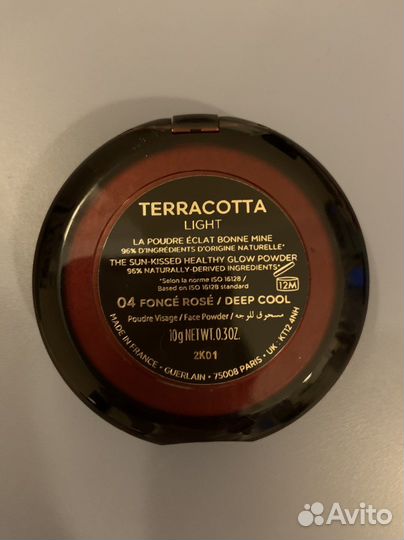 TERRACOTTA
LIGHT
LA POUDRE ÉCLAT BONNE MINE
96% D'INGRÉDIENTS D'ORIGINE NATURELLE*
THE SUN-KISSED HEALTHY GLOW POWDER
96% NATURALLY-DERIVED INGREDIENTS*
*Selon la norme ISO 16128 /
Based on ISO 16128 standard
12M
04 FONCÉ ROSÉ / DEEP COOL
Poudre Visage / Face Powder / مسحوق للوجه
10g NET WT. 0.3 OZ.
2K01
MADE IN FRANCE · GUERLAIN · 75008 PARIS · UK · KT12 4NH
Avito